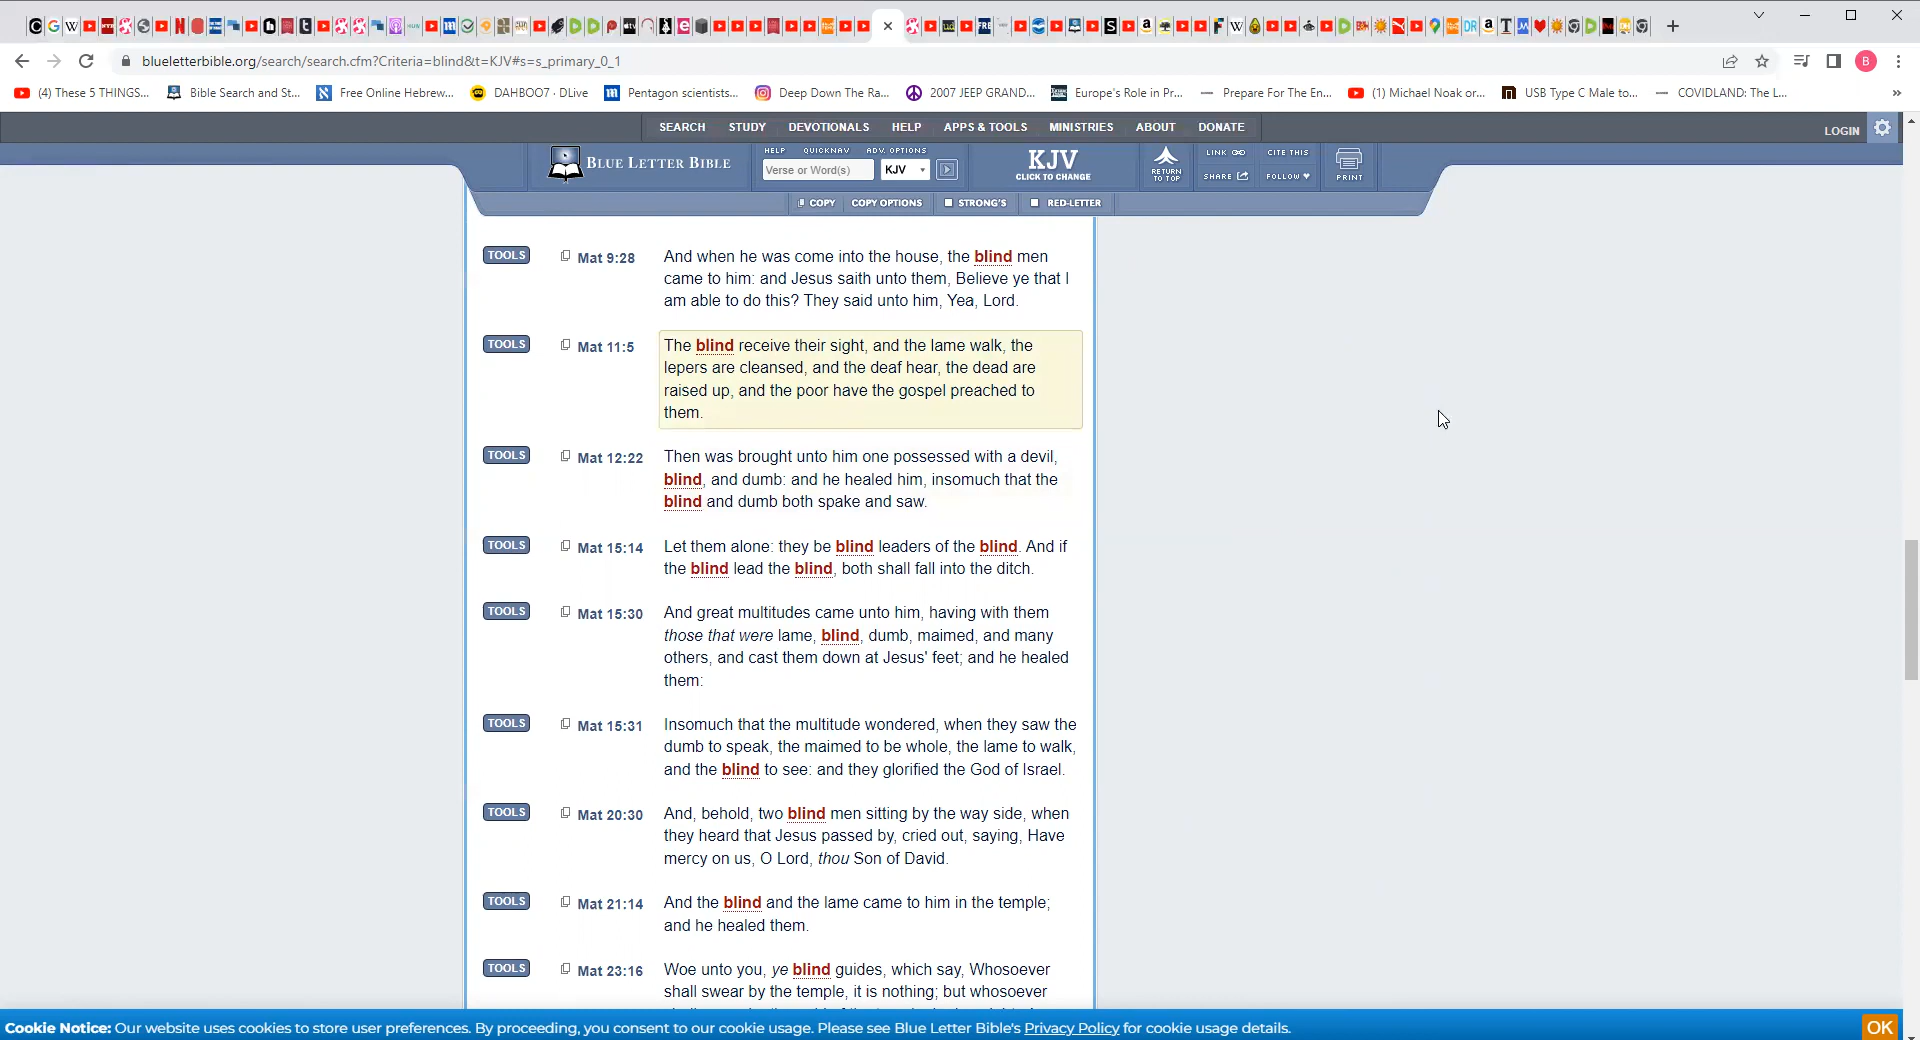 blueletterbible.org/search/search.cfm?Criteria=blind&t=KJV#s=s_primary_0_1
B
(4) These 5 THINGS...
Bible Search and St...
Free Online Hebrew...
DAHBOO7 · DLive
Pentagon scientists...
Deep Down The Ra...
2007 JEEP GRAND...
Europe's Role in Pr...
Prepare For The En...
(1) Michael Noak or...
USB Type C Male to...
COVIDLAND: The L...
»
SEARCH STUDY DEVOTIONALS HELP APPS & TOOLS MINISTRIES ABOUT DONATE
LOGIN
BLUE LETTER BIBLE
HELP QUICKNAV ADV. OPTIONS
Verse or Word(s) KJV
KJV
CLICK TO CHANGE
RETURN
TO TOP
LINK CITE THIS
SHARE FOLLOW
PRINT
COPY COPY OPTIONS STRONG'S RED-LETTER
TOOLS Mat 9:28 And when he was come into the house, the blind men
came to him: and Jesus saith unto them, Believe ye that I
am able to do this? They said unto him, Yea, Lord.
TOOLS Mat 11:5 The blind receive their sight, and the lame walk, the
lepers are cleansed, and the deaf hear, the dead are
raised up, and the poor have the gospel preached to
them.
TOOLS Mat 12:22 Then was brought unto him one possessed with a devil,
blind, and dumb: and he healed him, insomuch that the
blind and dumb both spake and saw.
TOOLS Mat 15:14 Let them alone: they be blind leaders of the blind. And if
the blind lead the blind, both shall fall into the ditch.
TOOLS Mat 15:30 And great multitudes came unto him, having with them
those that were lame, blind, dumb, maimed, and many
others, and cast them down at Jesus' feet; and he healed
them:
TOOLS Mat 15:31 Insomuch that the multitude wondered, when they saw the
dumb to speak, the maimed to be whole, the lame to walk,
and the blind to see: and they glorified the God of Israel.
TOOLS Mat 20:30 And, behold, two blind men sitting by the way side, when
they heard that Jesus passed by, cried out, saying, Have
mercy on us, O Lord, thou Son of David.
TOOLS Mat 21:14 And the blind and the lame came to him in the temple;
and he healed them.
TOOLS Mat 23:16 Woe unto you, ye blind guides, which say, Whosoever
shall swear by the temple, it is nothing; but whosoever
Cookie Notice: Our website uses cookies to store user preferences. By proceeding, you consent to our cookie usage. Please see Blue Letter Bible's Privacy Policy for cookie usage details.
OK